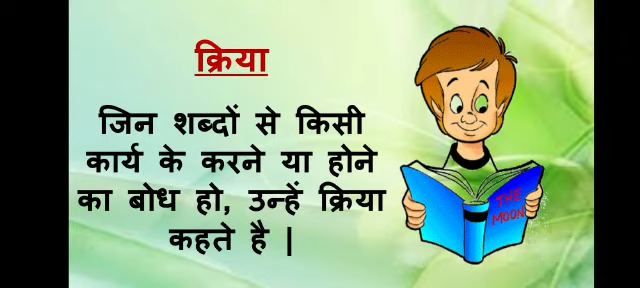 क्रिया
जिन शब्दों से किसी
कार्य के करने या होने
का बोध हो, उन्हें क्रिया
कहते है |
THE
MOON